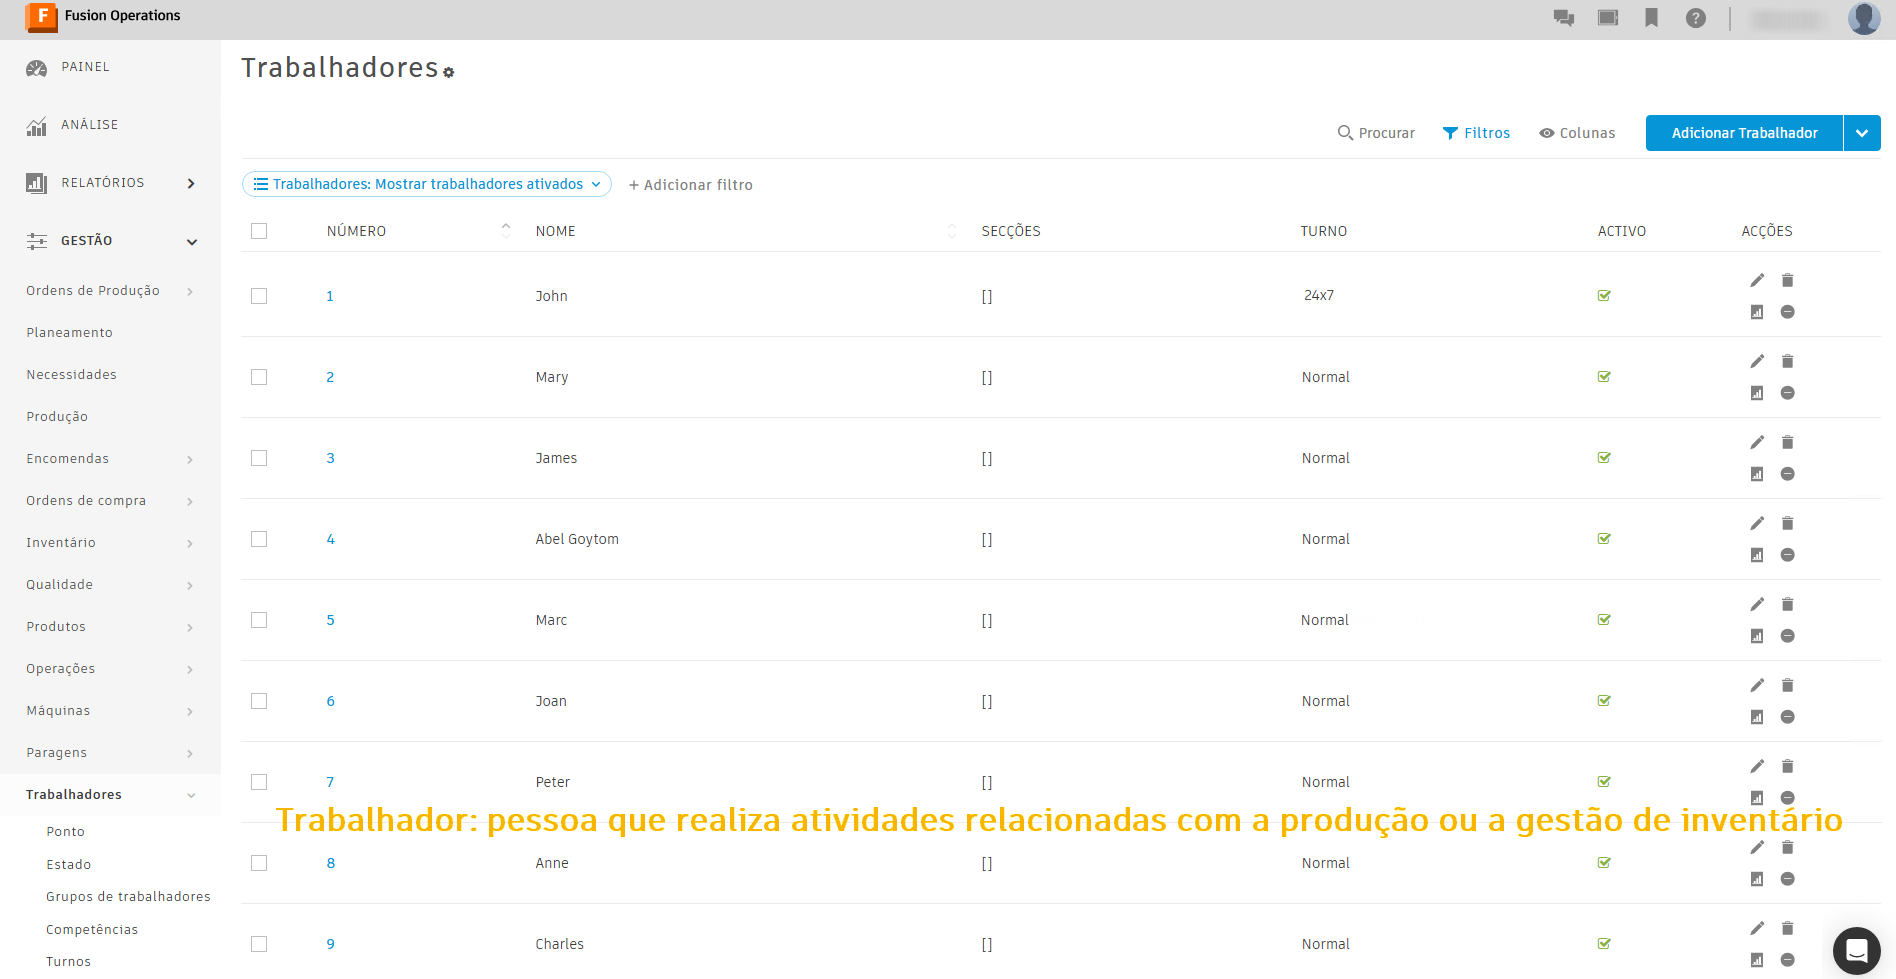 F Fusion Operations
PAINEL
ANÁLISE
RELATÓRIOS
GESTÃO
Ordens de Produção
Planeamento
Necessidades
Produção
Encomendas
Ordens de compra
Inventário
Qualidade
Produtos
Operações
Máquinas
Paragens
Trabalhadores
Ponto
Estado
Grupos de trabalhadores
Competências
Turnos
Trabalhadores
Procurar Filtros Colunas Adicionar Trabalhador
Trabalhadores: Mostrar trabalhadores ativados + Adicionar filtro
NÚMERO NOME SECÇÕES TURNO ACTIVO ACÇÕES
1 John [] 24x7
2 Mary [] Normal
3 James [] Normal
4 Abel Goytom [] Normal
5 Marc [] Normal
6 Joan [] Normal
7 Peter [] Normal
Trabalhador: pessoa que realiza atividades relacionadas com a produção ou a gestão de inventário
8 Anne [] Normal
9 Charles [] Normal